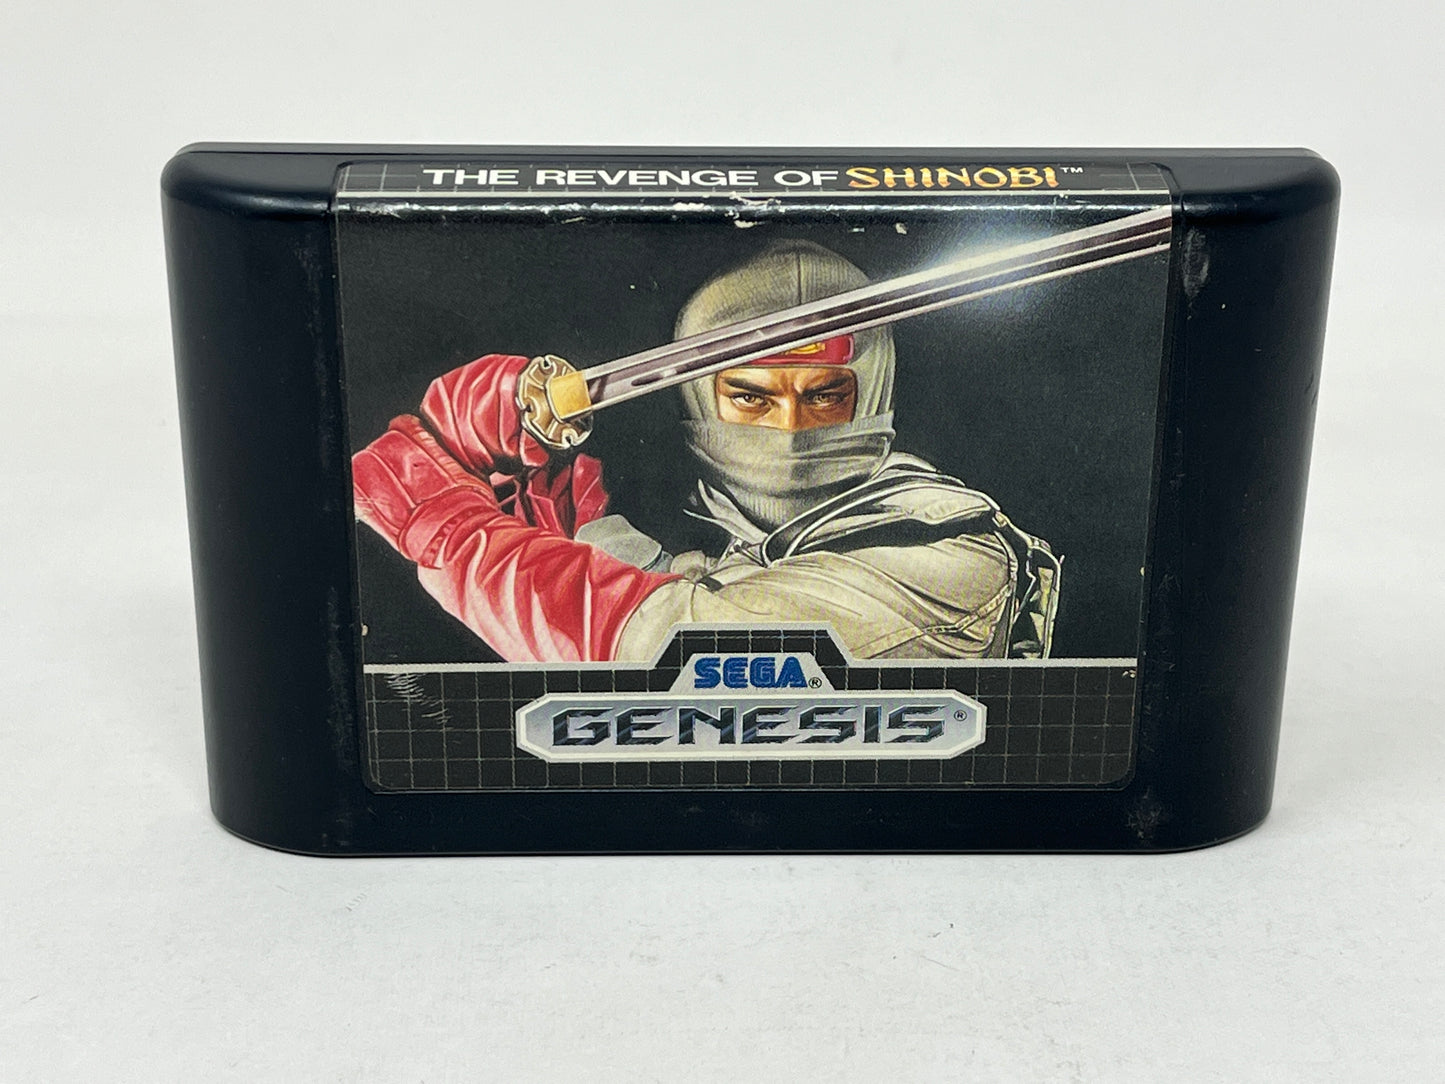 THE REVENGE OF SHINOBI™
SEGA®
GENESIS®